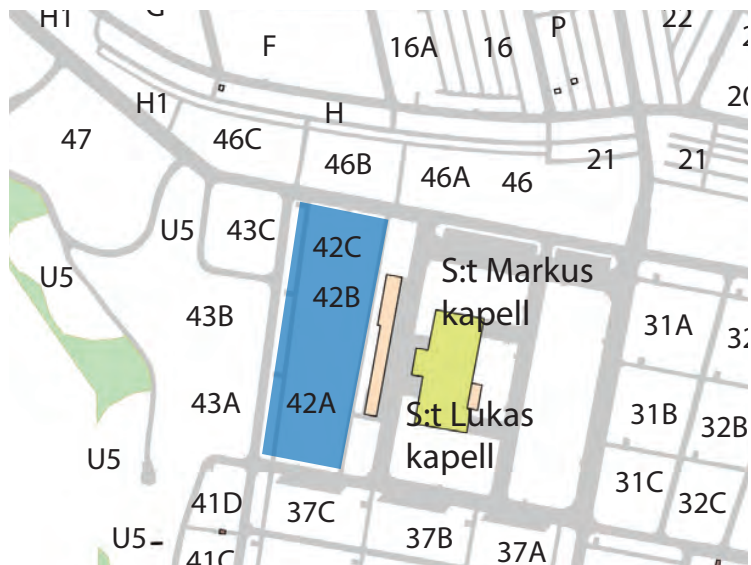 H1
G
F
16A
16
P
22
20
H1
H
47
46C
46B
46A
46
21
21
U5
43C
42C
S:t Markus
kapell
U5
43B
42B
31A
32
43A
42A
S:t Lukas
kapell
31B
32B
U5
31C
32C
41D
37C
U5
37B
37A
41C